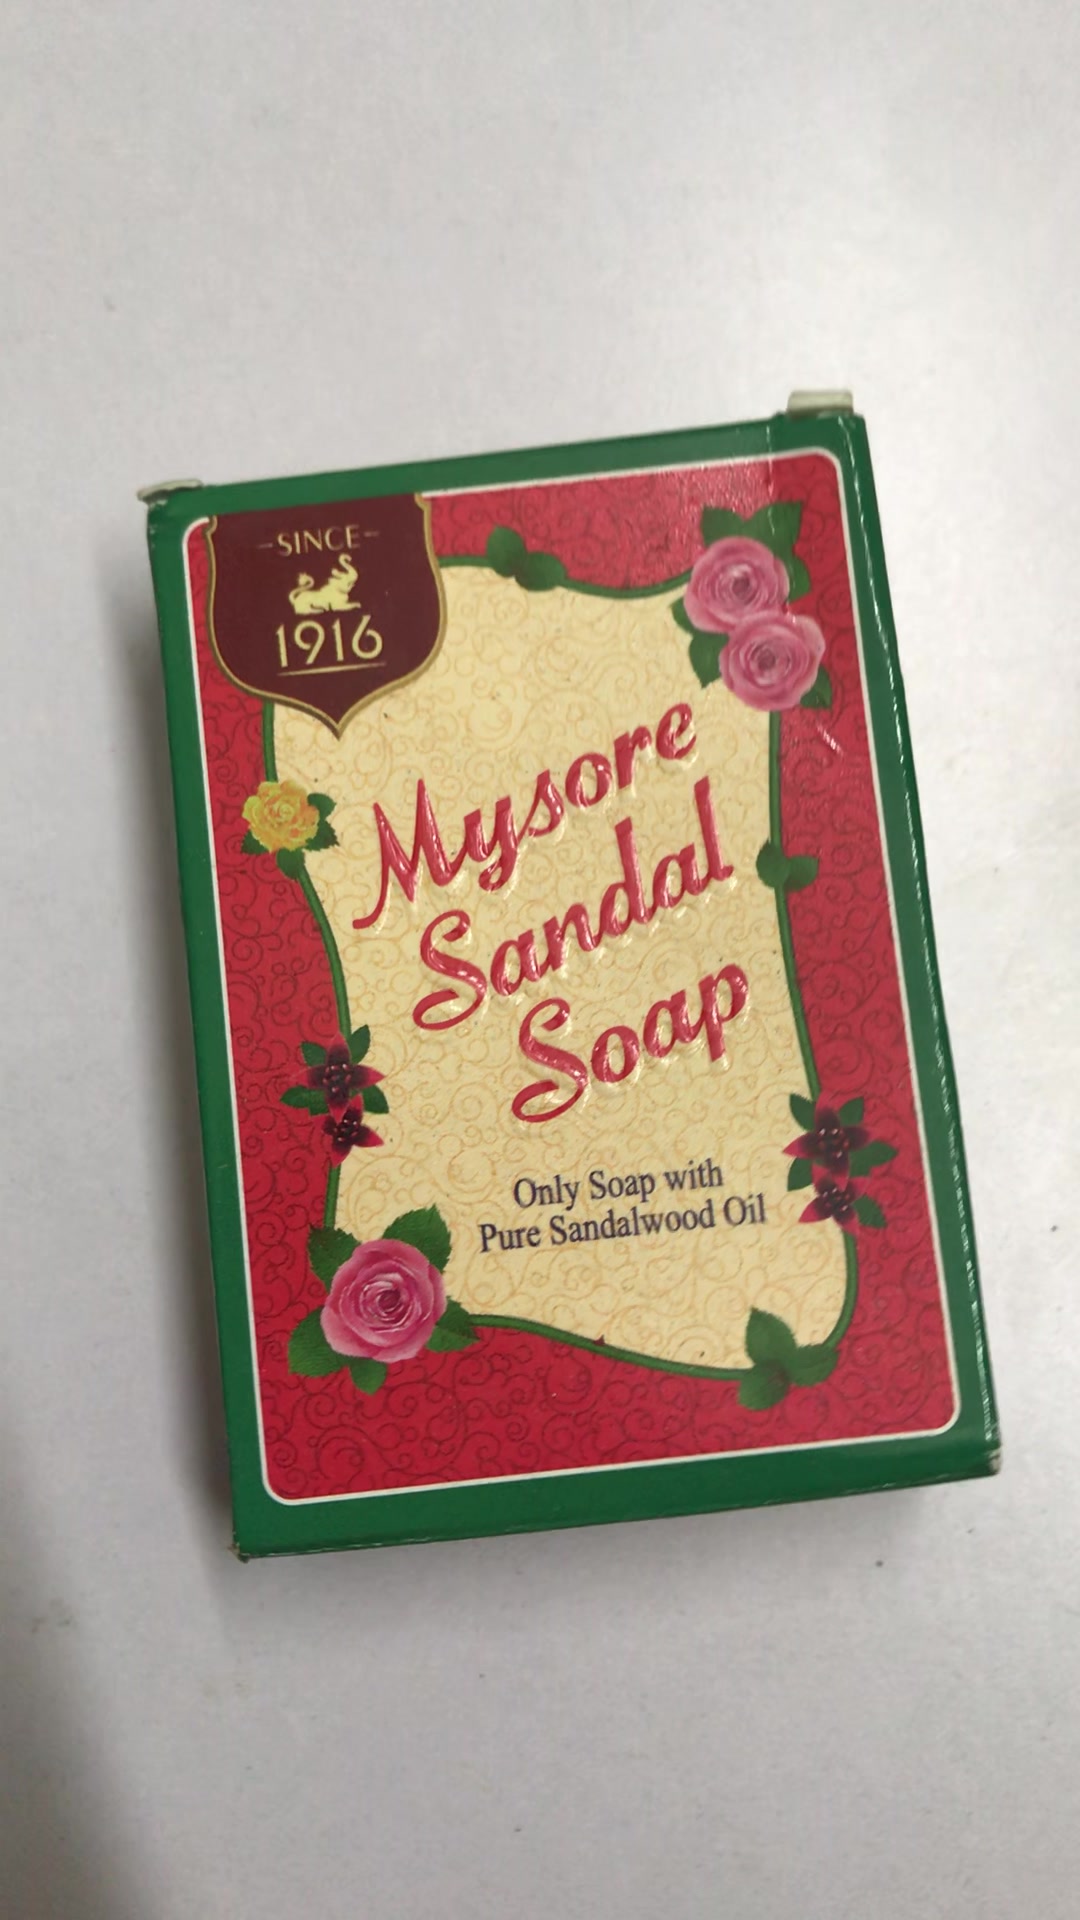 -SINCE-
1916
Mysore
Sandal
Soap
Only Soap with
Pure Sandalwood Oil